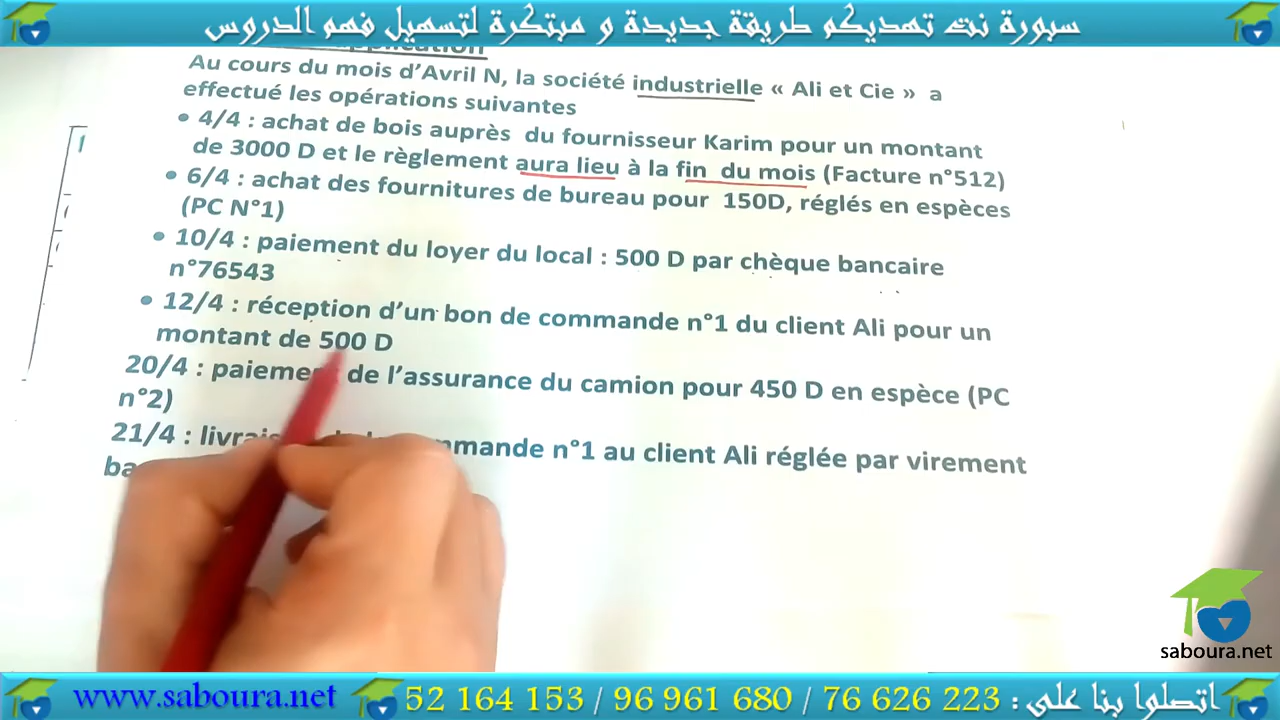 سبورة نت تهديكم طريقة جديدة و مبتكرة لتسهيل فهم الدروس
Au cours du mois d’Avril N, la société industrielle « Ali et Cie » a
effectué les opérations suivantes
• 4/4 : achat de bois auprès du fournisseur Karim pour un montant
de 3000 D et le règlement aura lieu à la fin du mois (Facture n°512)
• 6/4 : achat des fournitures de bureau pour 150D, réglés en espèces
(PC N°1)
• 10/4 : paiement du loyer du local : 500 D par chèque bancaire
n°76543
• 12/4 : réception d’un bon de commande n°1 du client Ali pour un
montant de 500 D
20/4 : de l’assurance du camion pour 450 D en espèce (PC
n°2)
21/4 : n°1 au client Ali réglée par virement
saboura.net
www.saboura.net 52 164 153 / 96 961 680 / 76 626 223 : اتصلوا بنا على